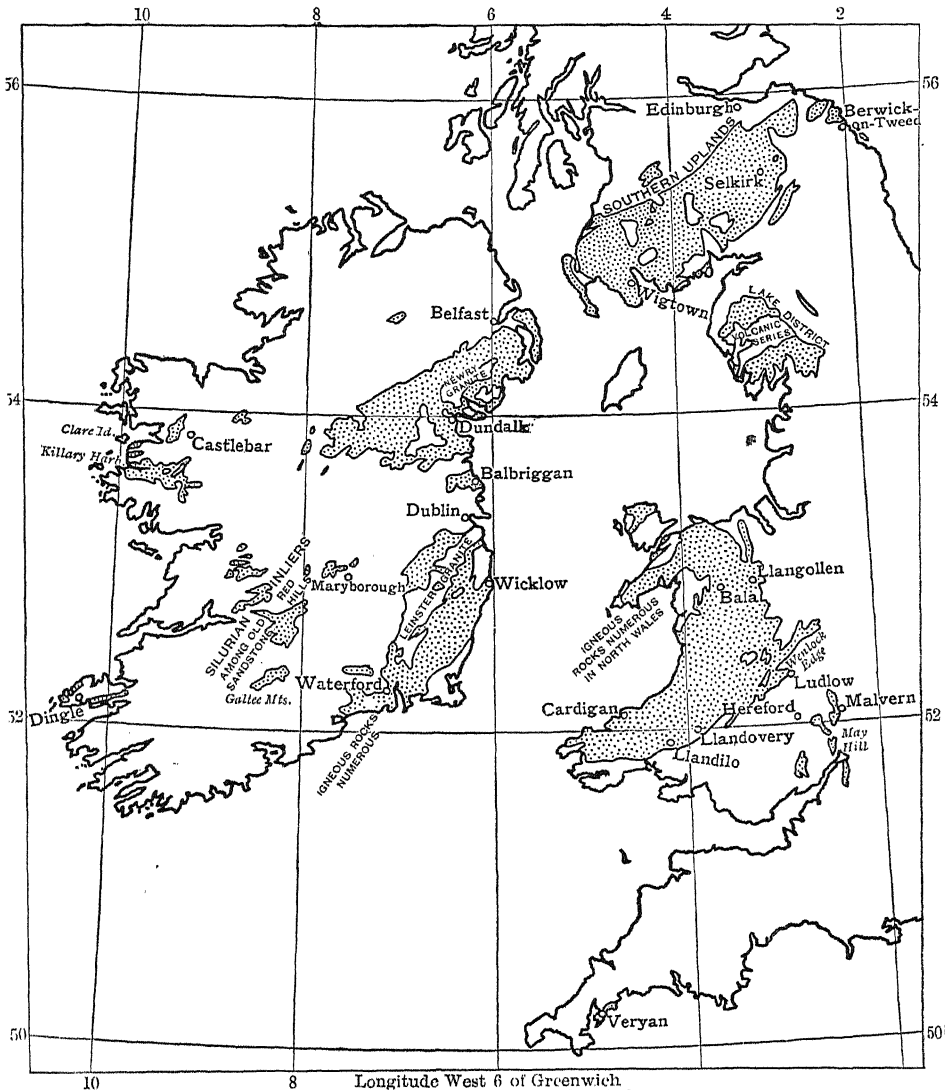 10 8 6 4 2
56 56
Edinburgh
Berwick-
on-Tweed
SOUTHERN UPLANDS
Selkirk
Wigtown
Belfast
LAKE DISTRICT
VOLCANIC
SERIES
NEWRY
GRANITE
54 54
Clare Id.
Castlebar
Dundalk
Killary Harb.
Balbriggan
Dublin
LEINSTER GRANITE
Maryborough
Wicklow
Llangollen
Bala
SILURIAN INLIERS
AMONG OLD RED
SANDSTONE HILLS
IGNEOUS
ROCKS NUMEROUS
IN NORTH WALES
Wenlock
Edge
Galtee Mts.
Waterford
Ludlow
Dingle
Cardigan
Hereford
Malvern
52 52
Llandovery
May
Hill
Llandilo
IGNEOUS ROCKS
NUMEROUS
Veryan
50 50
10 8 Longitude West 6 of Greenwich